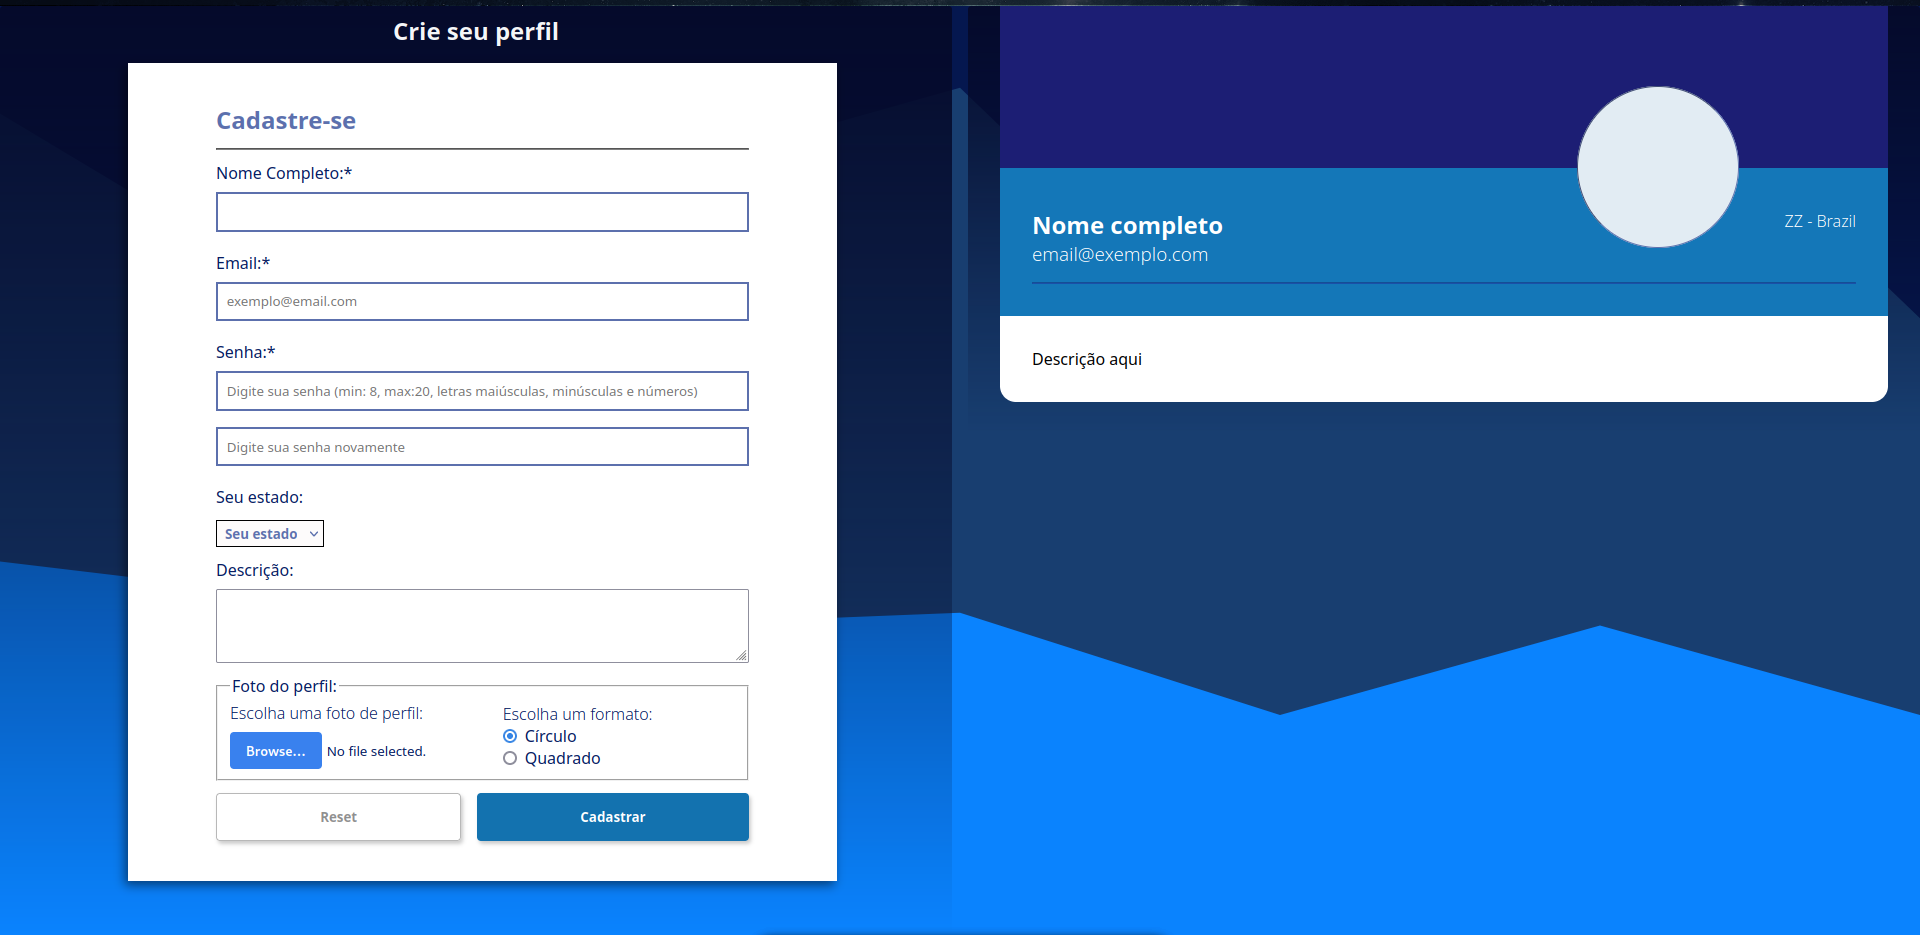 Crie seu perfil
Cadastre-se
Nome Completo:*
Email:*
exemplo@email.com
Senha:*
Digite sua senha (min: 8, max:20, letras maiúsculas, minúsculas e números)
Digite sua senha novamente
Seu estado:
Seu estado
Descrição:
Foto do perfil:
Escolha uma foto de perfil:
Browse...
No file selected.
Escolha um formato:
Círculo
Quadrado
Reset
Cadastrar
Nome completo
email@exemplo.com
ZZ - Brazil
Descrição aqui